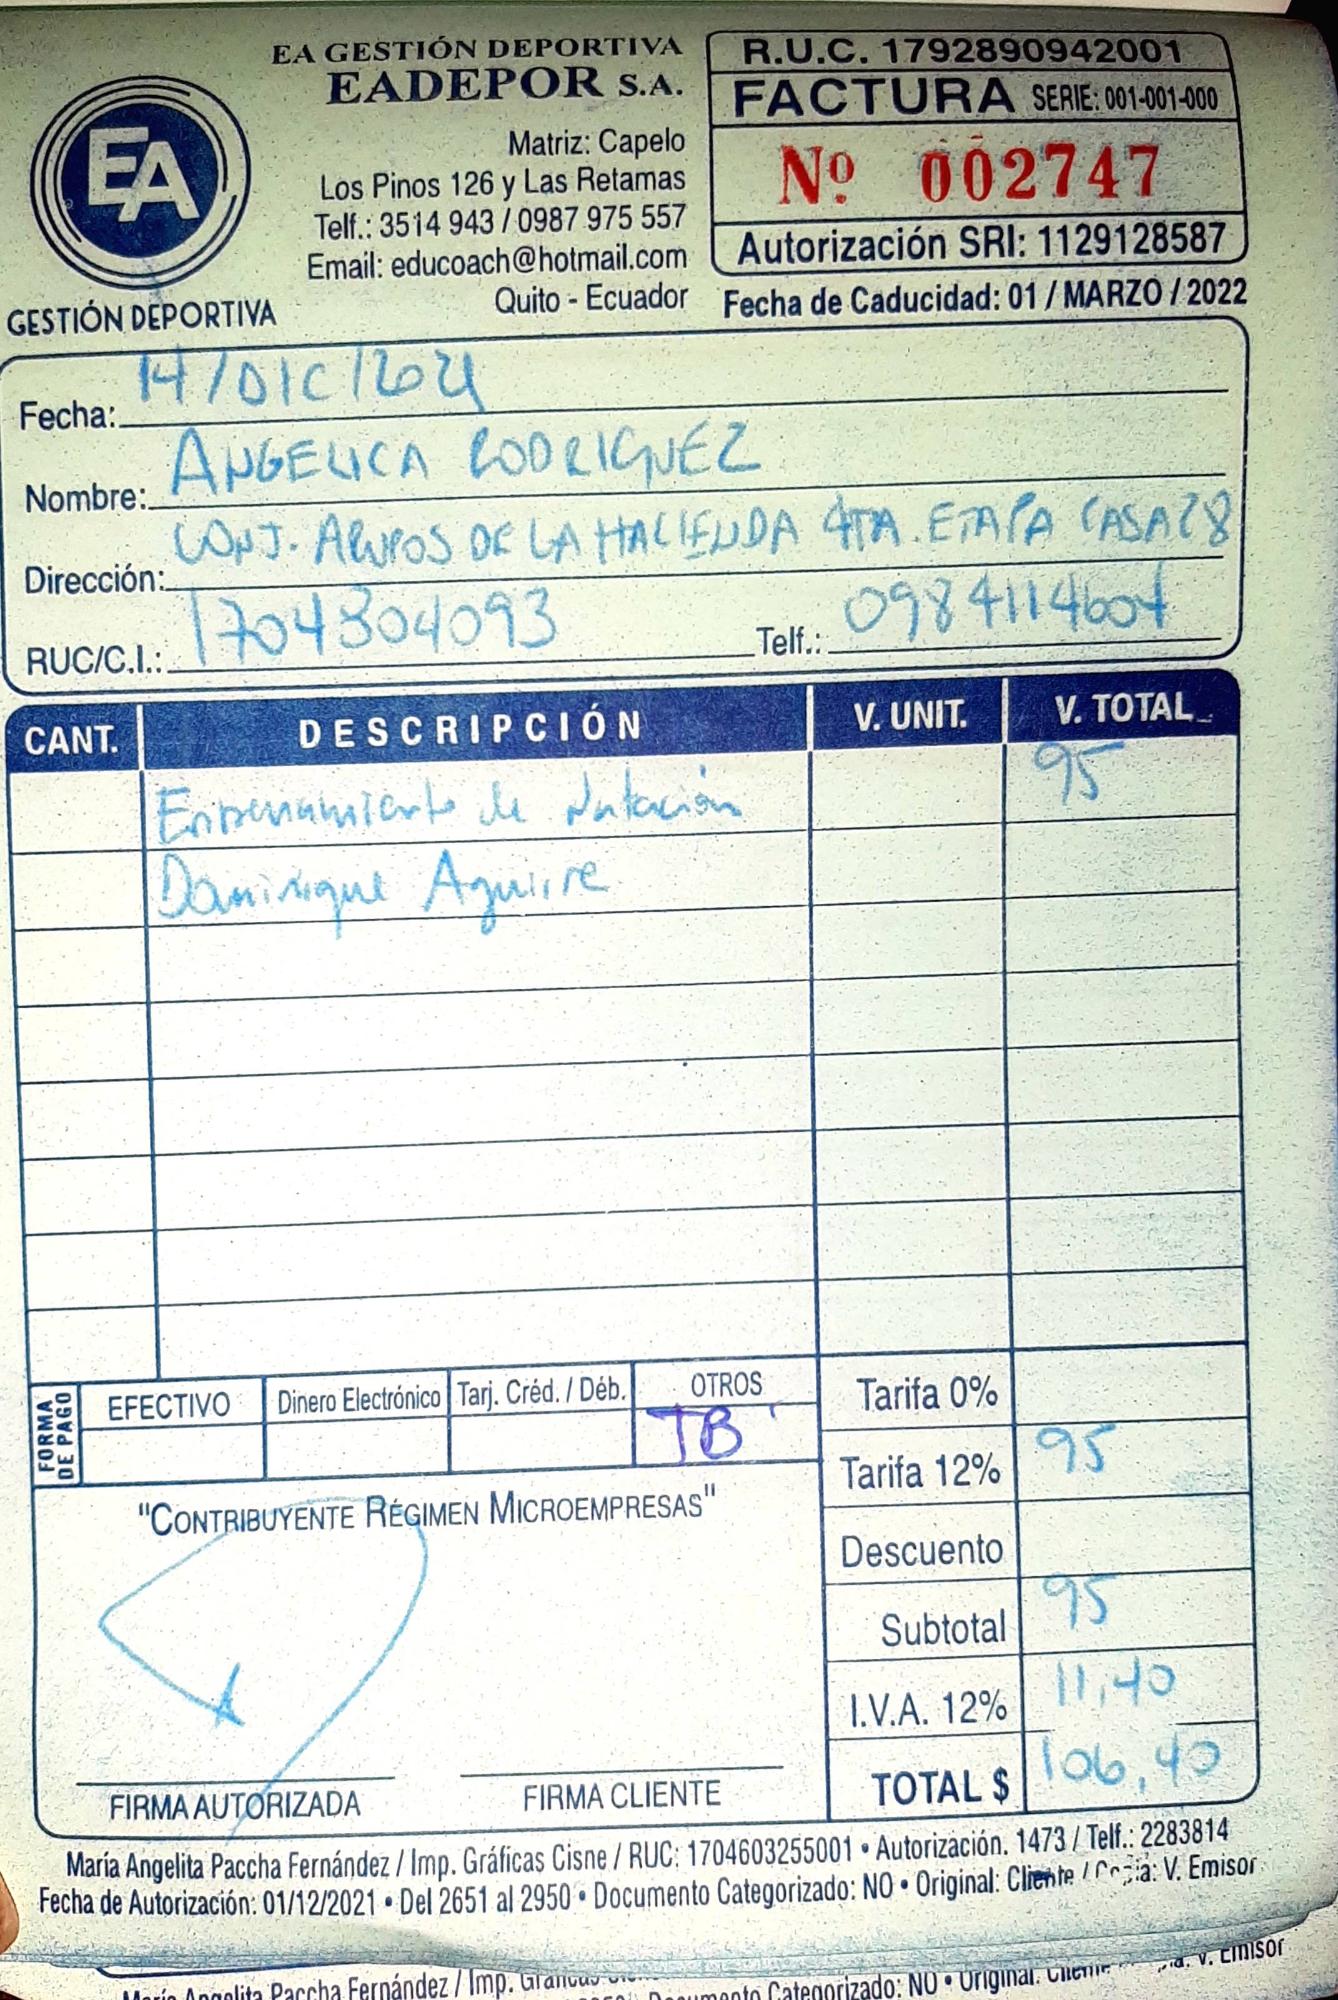 EA GESTIÓN DEPORTIVA
EADEPOR S.A.
EA
GESTIÓN DEPORTIVA
Matriz: Capelo
Los Pinos 126 y Las Retamas
Telf.: 3514 943 / 0987 975 557
Email: educoach@hotmail.com
Quito - Ecuador
R.U.C. 1792890942001
FACTURA SERIE: 001-001-000
Nº 002747
Autorización SRI: 1129128587
Fecha de Caducidad: 01 / MARZO / 2022
Fecha: 14/DIC/2021
Nombre: ANGELICA RODRIGUEZ
Dirección: CONJ. ARUPOS DE LA HACIENDA 4TA. ETAPA CASA 28
RUC/C.I.: 1704804093 Telf.: 0984114604
CANT. DESCRIPCIÓN V. UNIT. V. TOTAL
Entrenamiento de Natación 95
Dominique Aguirre
FORMA DE PAGO
EFECTIVO Dinero Electrónico Tarj. Créd. / Déb. OTROS
TB
Tarifa 0%
Tarifa 12% 95
"CONTRIBUYENTE RÉGIMEN MICROEMPRESAS"
Descuento
Subtotal 95
I.V.A. 12% 11,40
TOTAL $ 106,40
FIRMA AUTORIZADA FIRMA CLIENTE
María Angelita Paccha Fernández / Imp. Gráficas Cisne / RUC: 1704603255001 • Autorización. 1473 / Telf.: 2283814
Fecha de Autorización: 01/12/2021 • Del 2651 al 2950 • Documento Categorizado: NO • Original: Cliente / Copia: V. Emisor
María Angelita Paccha Fernández / Imp. Gráficas
Documento Categorizado: NO • Original: Cliente V. Emisor